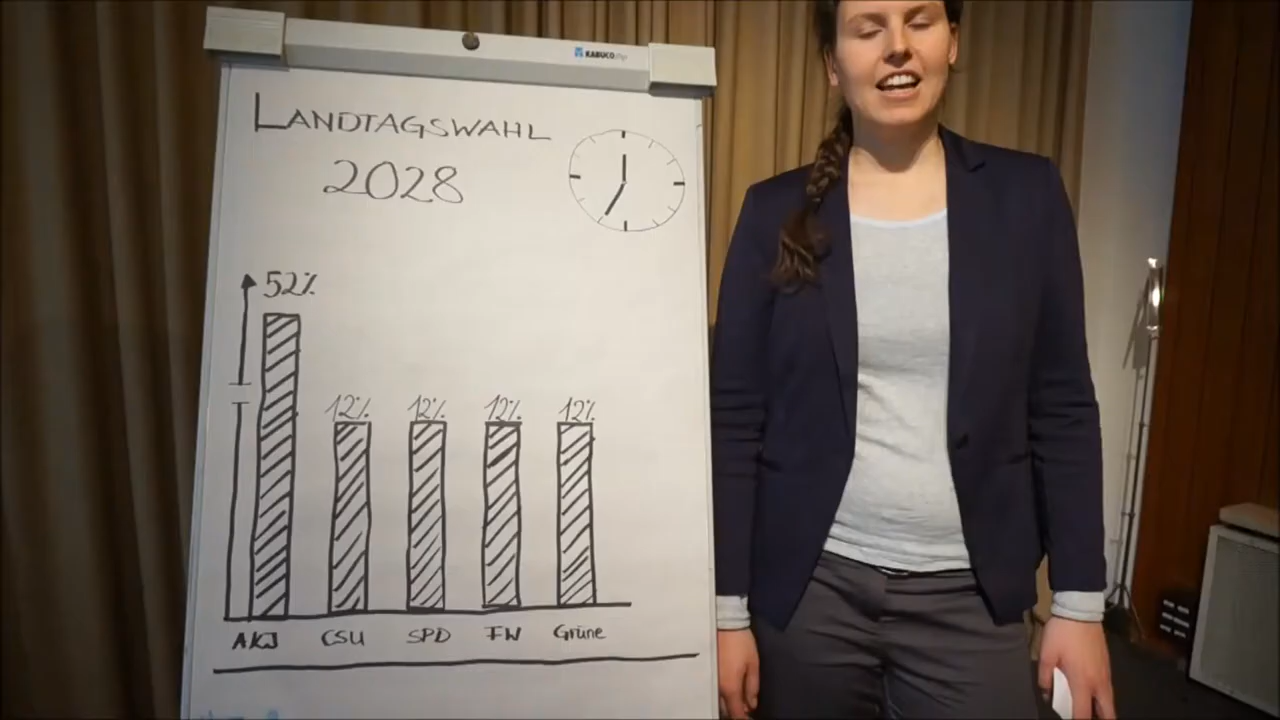 KABUCO
LANDTAGSWAHL
2028
52%
12% 12% 12% 12%
AKJ CSU SPD FW Grüne